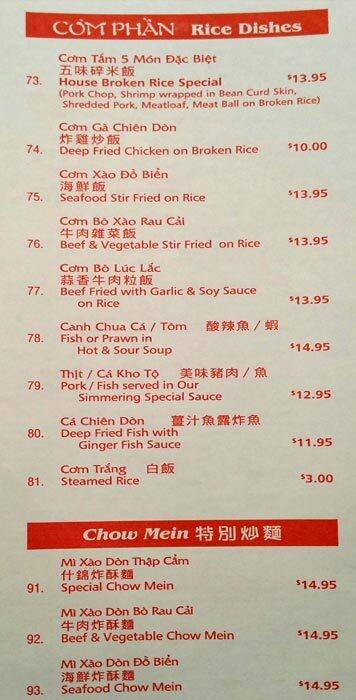 CƠM PHẦN Rice Dishes
Cơm Tấm 5 Món Đặc Biệt
五味碎米飯
73. House Broken Rice Special $13.95
(Pork Chop, Shrimp wrapped in Bean Curd Skin,
Shredded Pork, Meatloaf, Meat Ball on Broken Rice)
Cơm Gà Chiên Dòn
炸雞炒飯
74. Deep Fried Chicken on Broken Rice $10.00
Cơm Xào Đồ Biển
海鮮飯
75. Seafood Stir Fried on Rice $13.95
Cơm Bò Xào Rau Cải
牛肉雜菜飯
76. Beef & Vegetable Stir Fried on Rice $13.95
Cơm Bò Lúc Lắc
蒜香牛肉粒飯
77. Beef Fried with Garlic & Soy Sauce
on Rice $13.95
Canh Chua Cá / Tôm 酸辣魚 / 蝦
78. Fish or Prawn in
Hot & Sour Soup $14.95
Thịt / Cá Kho Tộ 美味豬肉 / 魚
79. Pork / Fish served in Our
Simmering Special Sauce $12.95
Cá Chiên Dòn 薑汁魚露炸魚
80. Deep Fried Fish with
Ginger Fish Sauce $11.95
Cơm Trắng 白飯
81. Steamed Rice $3.00
Chow Mein 特別炒麵
Mì Xào Dòn Thập Cẩm
什錦炸酥麵
91. Special Chow Mein $14.95
Mì Xào Dòn Bò Rau Cải
牛肉炸酥麵
92. Beef & Vegetable Chow Mein $14.95
Mì Xào Dòn Đồ Biển
海鮮炸酥麵
93. Seafood Chow Mein $14.95